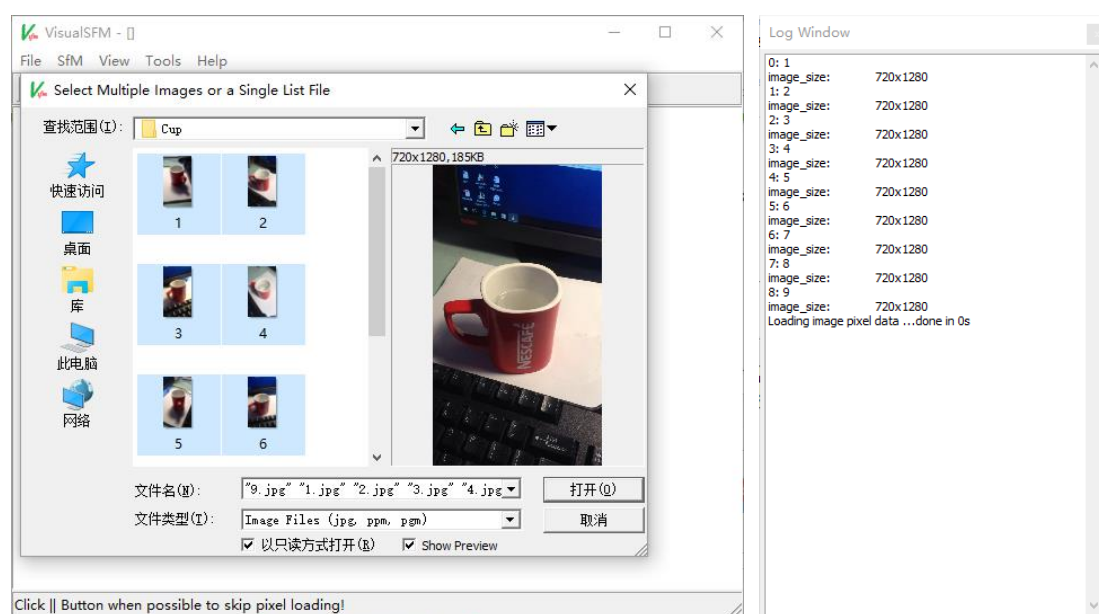 VisualSFM - []
File SfM View Tools Help
Select Multiple Images or a Single List File
查找范围(I): Cup
快速访问
桌面
库
此电脑
网络
1 2
3 4
5 6
720x1280, 185KB
NESCAFÉ
文件名(N): "9.jpg" "1.jpg" "2.jpg" "3.jpg" "4.jpg
打开(O)
文件类型(T): Image Files (jpg, ppm, pgm)
取消
以只读方式打开(R) Show Preview
Click || Button when possible to skip pixel loading!
Log Window
0: 1
image_size: 720x1280
1: 2
image_size: 720x1280
2: 3
image_size: 720x1280
3: 4
image_size: 720x1280
4: 5
image_size: 720x1280
5: 6
image_size: 720x1280
6: 7
image_size: 720x1280
7: 8
image_size: 720x1280
8: 9
image_size: 720x1280
Loading image pixel data ...done in 0s